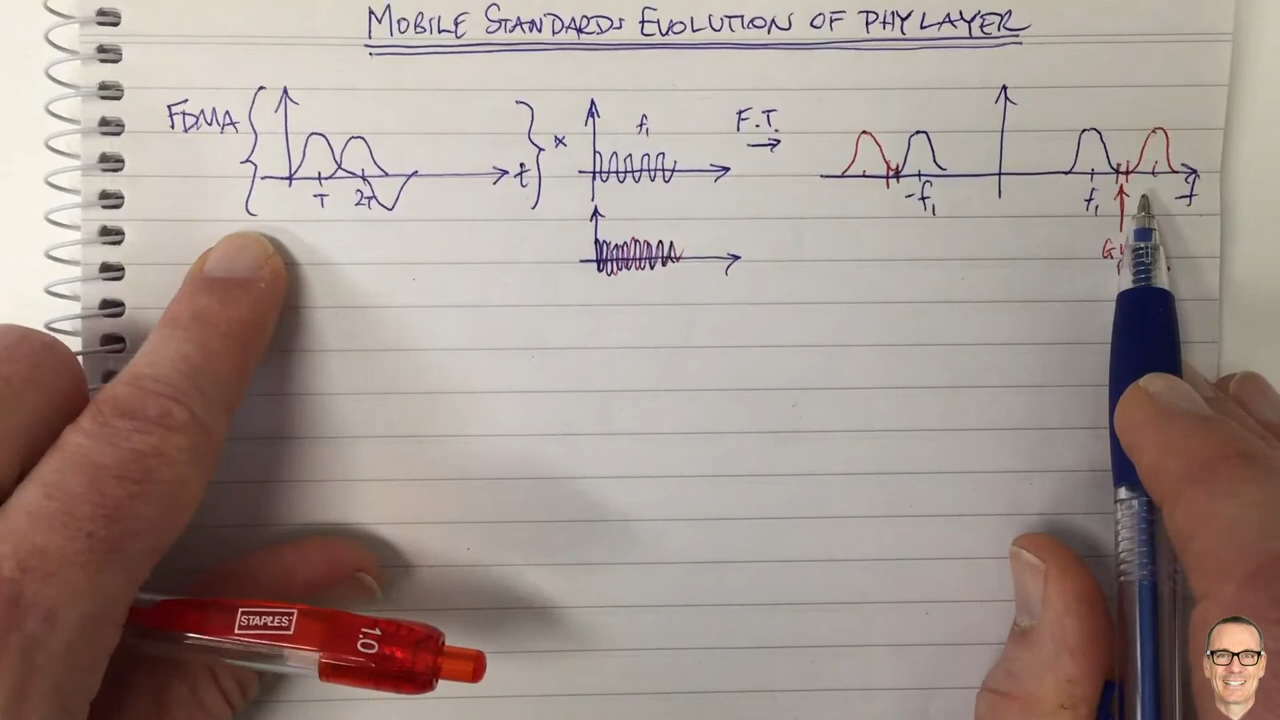 MOBILE STANDARDS EVOLUTION OF PHY LAYER
FDMA
T 2T t
×
f₁
F.T.
-f₁ f₁ f
STAPLES
1.0